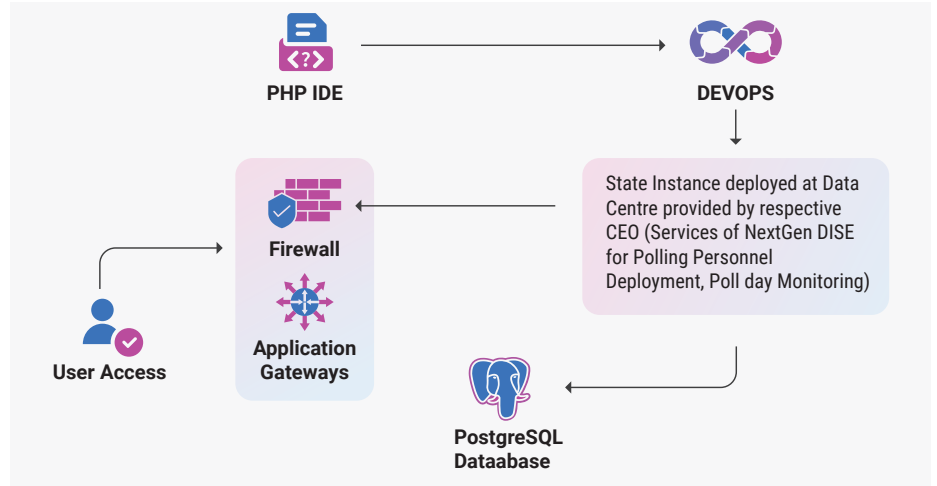 <?>
PHP IDE
DEVOPS
State Instance deployed at Data
Centre provided by respective
CEO (Services of NextGen DISE
for Polling Personnel
Deployment, Poll day Monitoring)
Firewall
Application
Gateways
User Access
PostgreSQL
Dataabase